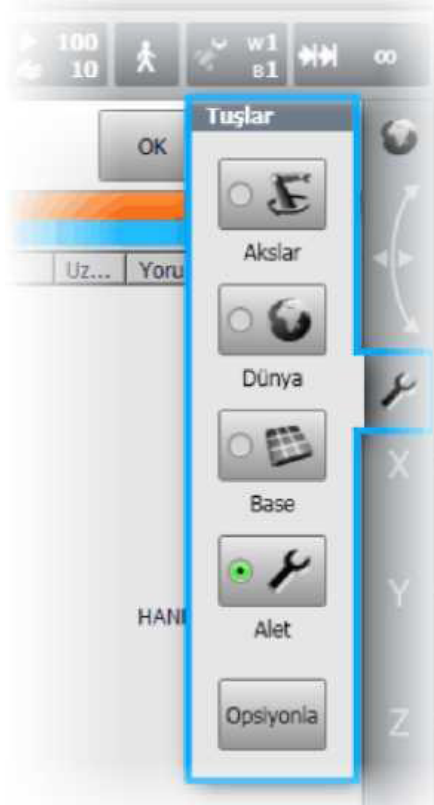 100
10
W1
B1
∞
OK
Tuşlar
Akslar
Uz...
Yoru
Dünya
X
Base
Y
HANI
Alet
Opsiyonla
Z